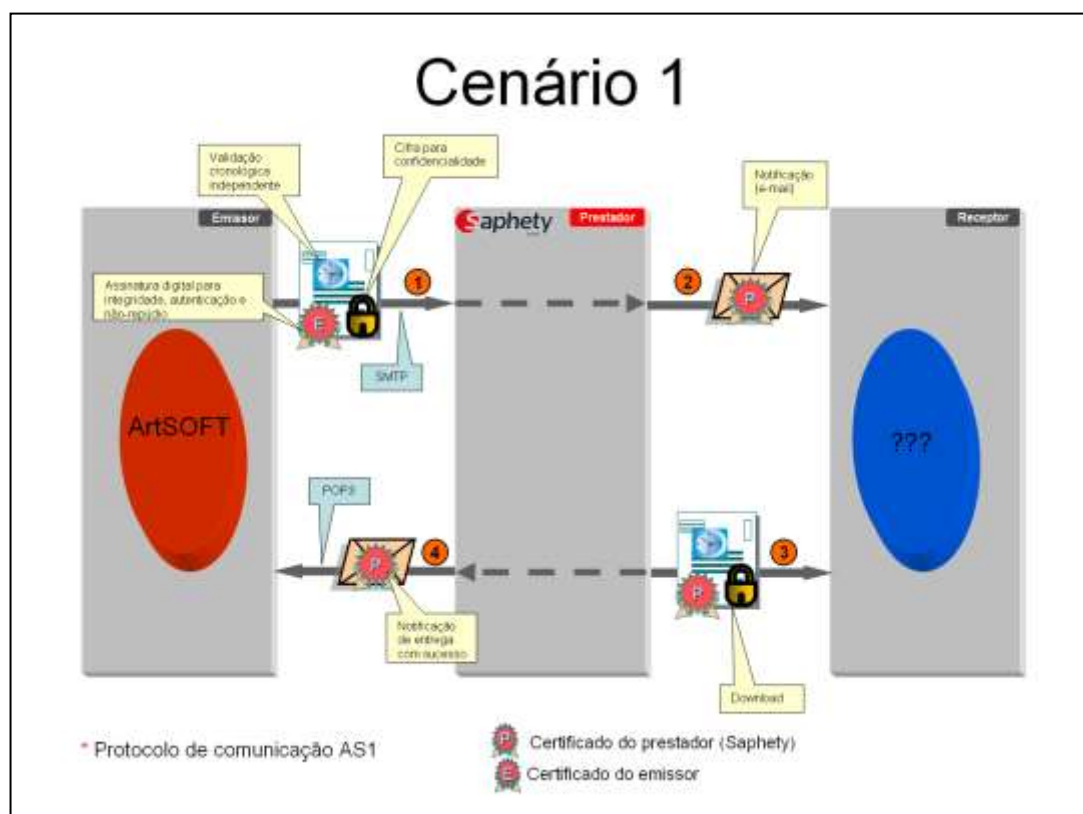 Cenário 1
Validação
cronológica
independente
Cifra para
confidencialidade
Notificação
(e-mail)
Emissor
Saphety
Prestador
Receptor
Assinatura digital para
integridade, autenticação e
não-repúdio
1
2
E
P
SMTP
ArtSOFT
???
POP3
4
3
P
P
Notificação
de entrega
com sucesso
Download
* Protocolo de comunicação AS1
P Certificado do prestador (Saphety)
E Certificado do emissor